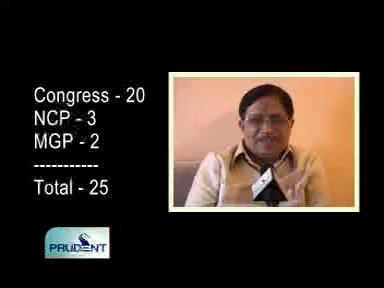 Congress - 20
NCP - 3
MGP - 2
-----------
Total - 25
PRUDENT